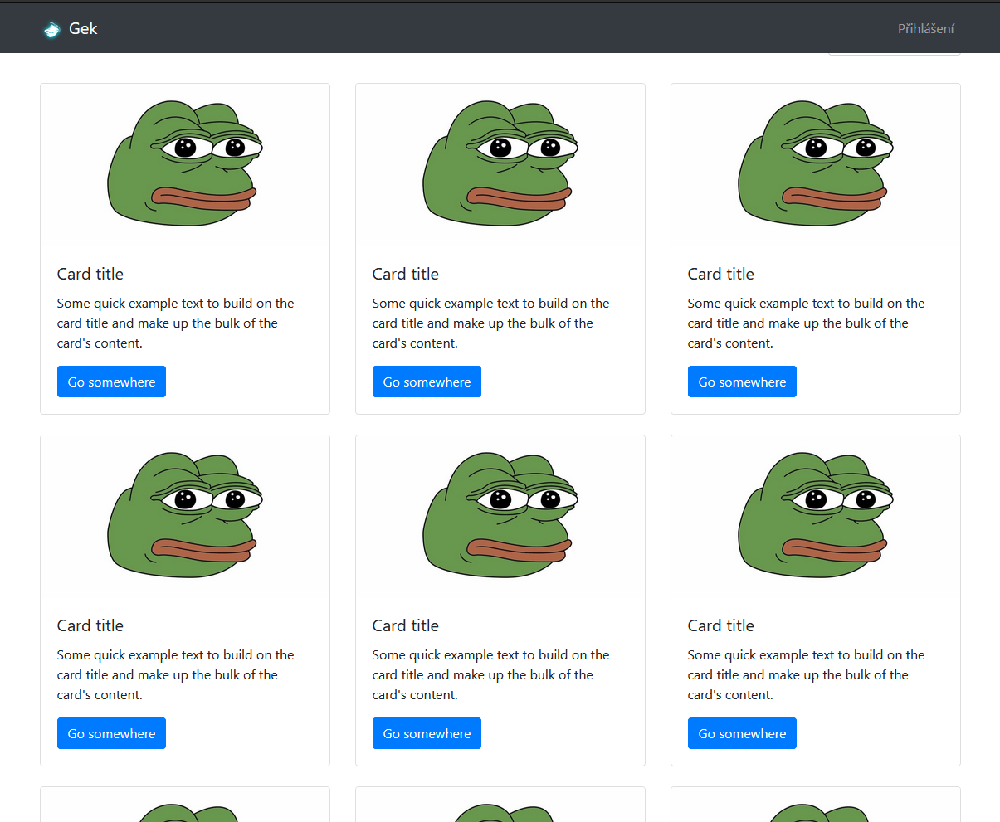 Gek
Přihlášení
Card title
Some quick example text to build on the
card title and make up the bulk of the
card's content.
Go somewhere
Card title
Some quick example text to build on the
card title and make up the bulk of the
card's content.
Go somewhere
Card title
Some quick example text to build on the
card title and make up the bulk of the
card's content.
Go somewhere
Card title
Some quick example text to build on the
card title and make up the bulk of the
card's content.
Go somewhere
Card title
Some quick example text to build on the
card title and make up the bulk of the
card's content.
Go somewhere
Card title
Some quick example text to build on the
card title and make up the bulk of the
card's content.
Go somewhere